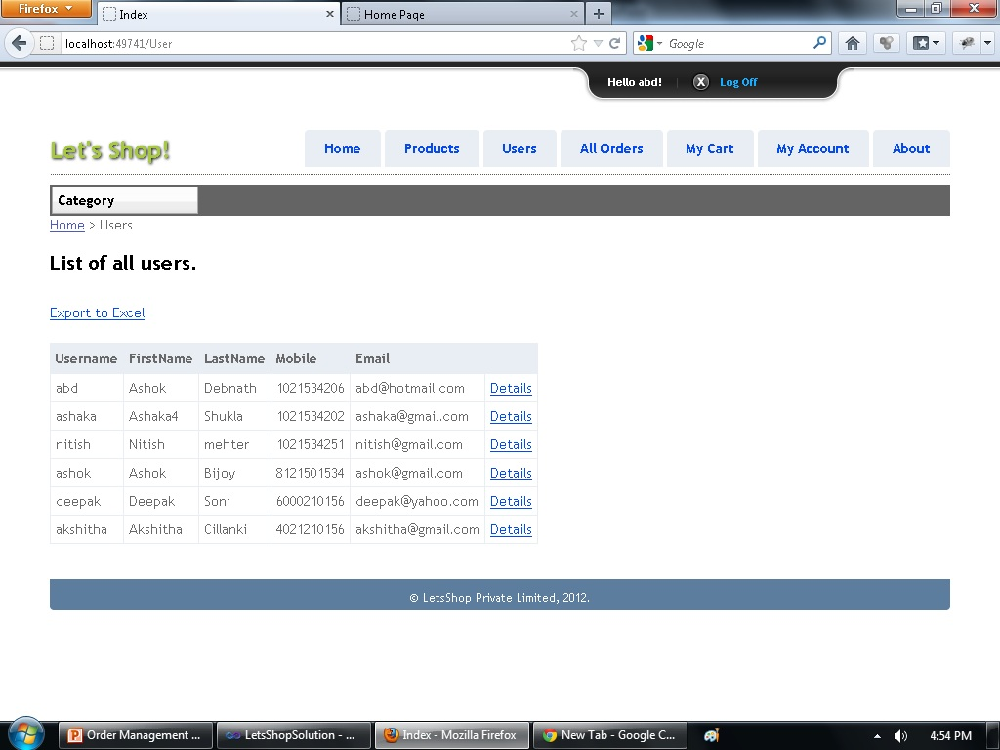 Firefox
Index
Home Page
localhost:49741/User
Google
Hello abd!
X
Log Off
Let's Shop!
Home
Products
Users
All Orders
My Cart
My Account
About
Category
Home > Users
List of all users.
Export to Excel
Username FirstName LastName Mobile Email
abd Ashok Debnath 1021534206 abd@hotmail.com Details
ashaka Ashaka4 Shukla 1021534202 ashaka@gmail.com Details
nitish Nitish mehter 1021534251 nitish@gmail.com Details
ashok Ashok Bijoy 8121501534 ashok@gmail.com Details
deepak Deepak Soni 6000210156 deepak@yahoo.com Details
akshitha Akshitha Cillanki 4021210156 akshitha@gmail.com Details
© LetsShop Private Limited, 2012.
Order Management ...
LetsShopSolution - ...
Index - Mozilla Firefox
New Tab - Google C...
4:54 PM